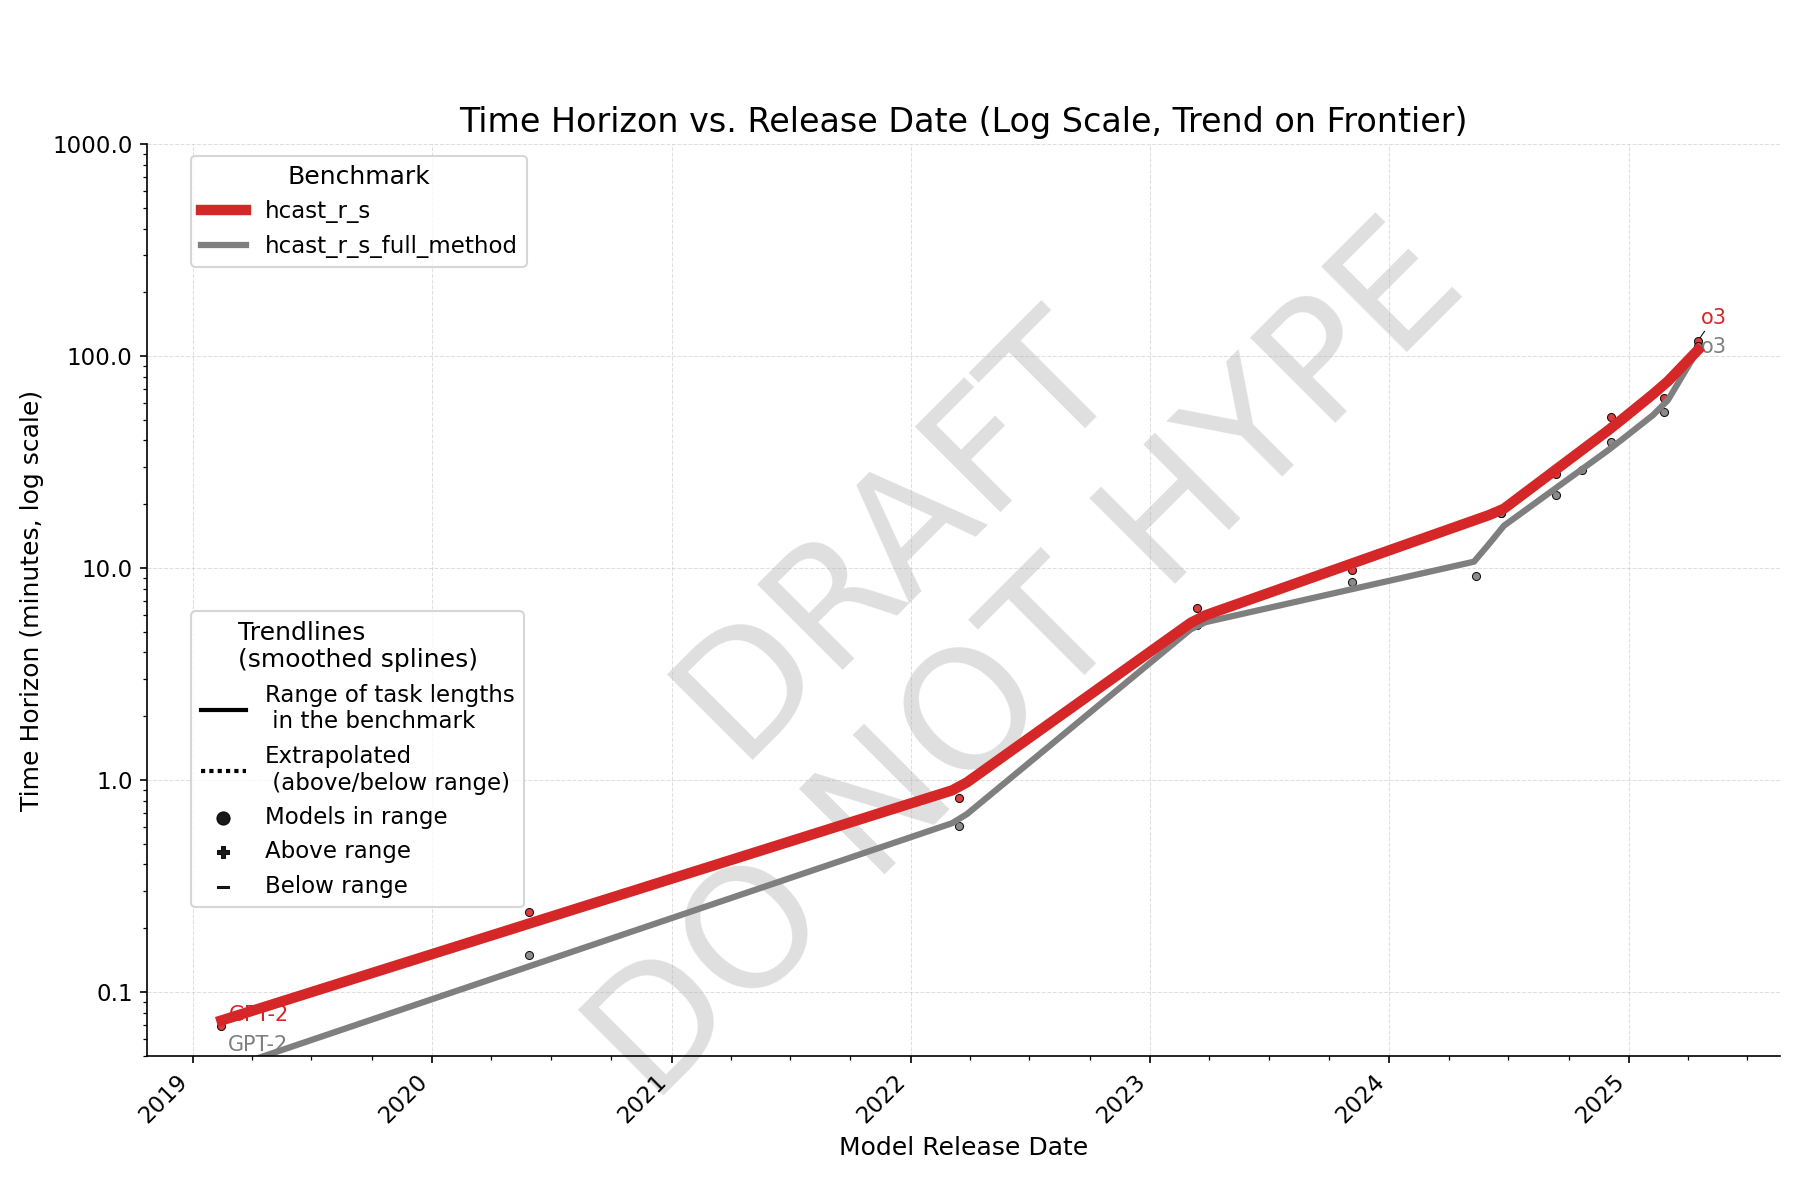 Time Horizon vs. Release Date (Log Scale, Trend on Frontier)
1000.0
100.0
10.0
1.0
0.1
Time Horizon (minutes, log scale)
Benchmark
hcast_r_s
hcast_r_s_full_method
Trendlines
(smoothed splines)
Range of task lengths
in the benchmark
Extrapolated
(above/below range)
Models in range
Above range
Below range
DRAFT
DO NOT HYPE
o3
o3
GPT-2
GPT-2
2019
2020
2021
2022
2023
2024
2025
Model Release Date